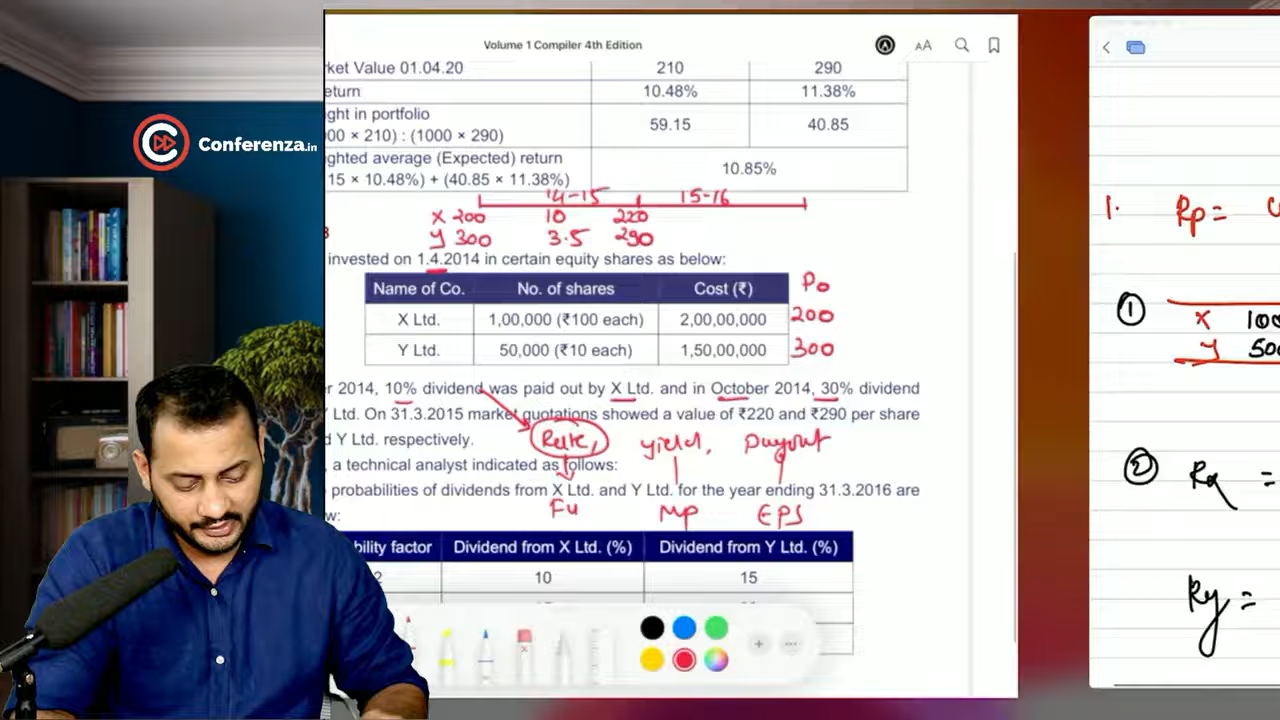 Conferenza.in
Volume 1 Compiler 4th Edition
AA
rket Value 01.04.20 210 290
eturn 10.48% 11.38%
ght in portfolio
00 × 210) : (1000 × 290) 59.15 40.85
ghted average (Expected) return
15 × 10.48%) + (40.85 × 11.38%) 10.85%
14-15 15-16
X 200 10 220
Y 300 3.5 290
invested on 1.4.2014 in certain equity shares as below:
Name of Co. No. of shares Cost (₹) P0
X Ltd. 1,00,000 (₹100 each) 2,00,00,000 200
Y Ltd. 50,000 (₹10 each) 1,50,00,000 300
r 2014, 10% dividend was paid out by X Ltd. and in October 2014, 30% dividend
Ltd. On 31.3.2015 market quotations showed a value of ₹220 and ₹290 per share
d Y Ltd. respectively.
Rate, yield, Payout
, a technical analyst indicated as follows:
probabilities of dividends from X Ltd. and Y Ltd. for the year ending 31.3.2016 are
w:
FV MP EPS
bility factor Dividend from X Ltd. (%) Dividend from Y Ltd. (%)
2 10 15
1. Rp =
① X 100
Y 500
② Rx =
Ry =